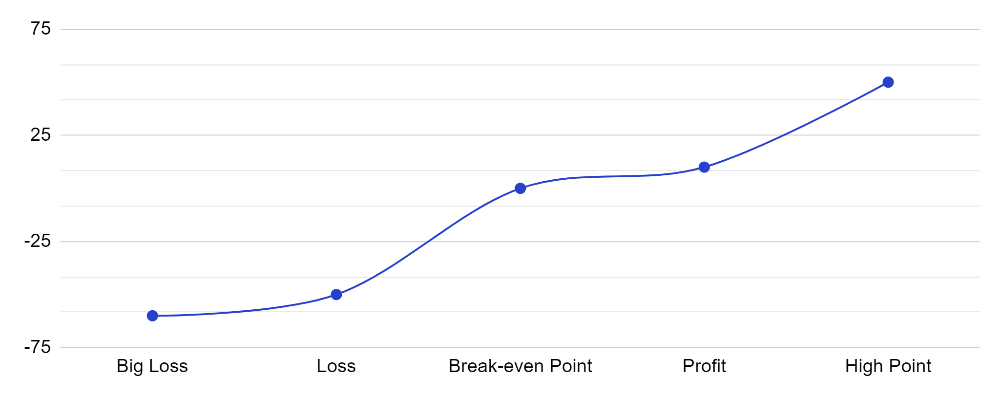 75
25
-25
-75
Big Loss
Loss
Break-even Point
Profit
High Point